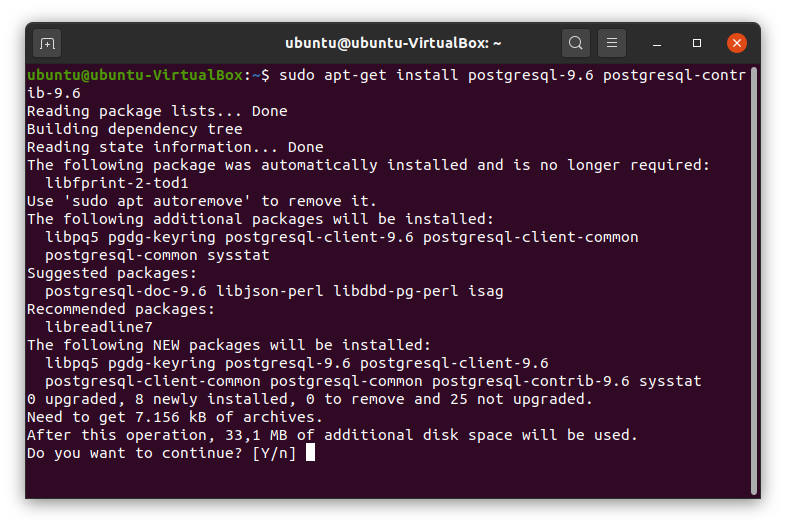 ubuntu@ubuntu-VirtualBox: ~
ubuntu@ubuntu-VirtualBox:~$ sudo apt-get install postgresql-9.6 postgresql-contr
ib-9.6
Reading package lists... Done
Building dependency tree
Reading state information... Done
The following package was automatically installed and is no longer required:
  libfprint-2-tod1
Use 'sudo apt autoremove' to remove it.
The following additional packages will be installed:
  libpq5 pgdg-keyring postgresql-client-9.6 postgresql-client-common
  postgresql-common sysstat
Suggested packages:
  postgresql-doc-9.6 libjson-perl libdbd-pg-perl isag
Recommended packages:
  libreadline7
The following NEW packages will be installed:
  libpq5 pgdg-keyring postgresql-9.6 postgresql-client-9.6
  postgresql-client-common postgresql-common postgresql-contrib-9.6 sysstat
0 upgraded, 8 newly installed, 0 to remove and 25 not upgraded.
Need to get 7.156 kB of archives.
After this operation, 33,1 MB of additional disk space will be used.
Do you want to continue? [Y/n]